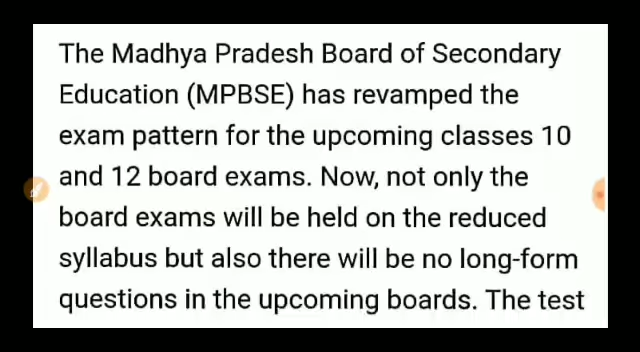 The Madhya Pradesh Board of Secondary
Education (MPBSE) has revamped the
exam pattern for the upcoming classes 10
and 12 board exams. Now, not only the
board exams will be held on the reduced
syllabus but also there will be no long-form
questions in the upcoming boards. The test